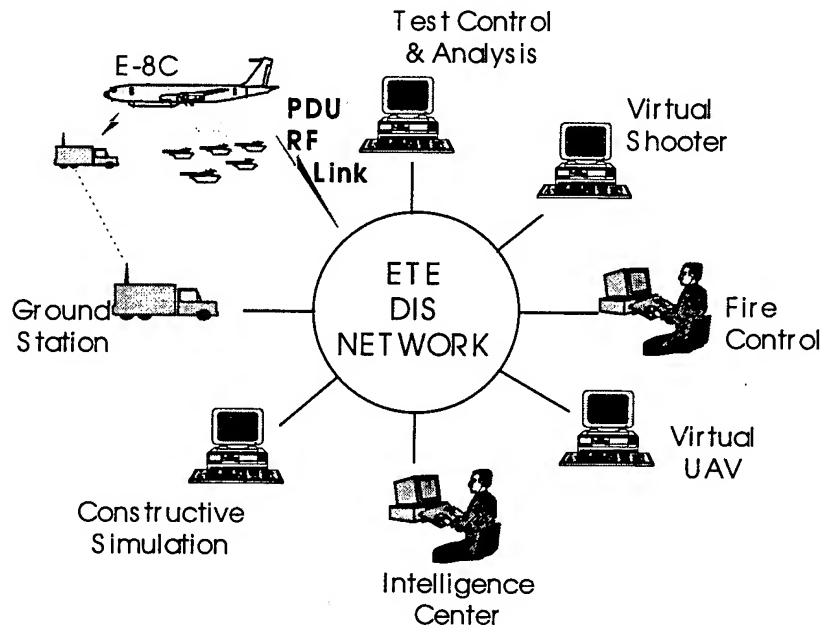 Test Control
& Analysis
E-8C
PDU
RF
Link
Virtual
Shooter
ETE
DIS
NETWORK
Ground
Station
Fire
Control
Virtual
UAV
Constructive
Simulation
Intelligence
Center